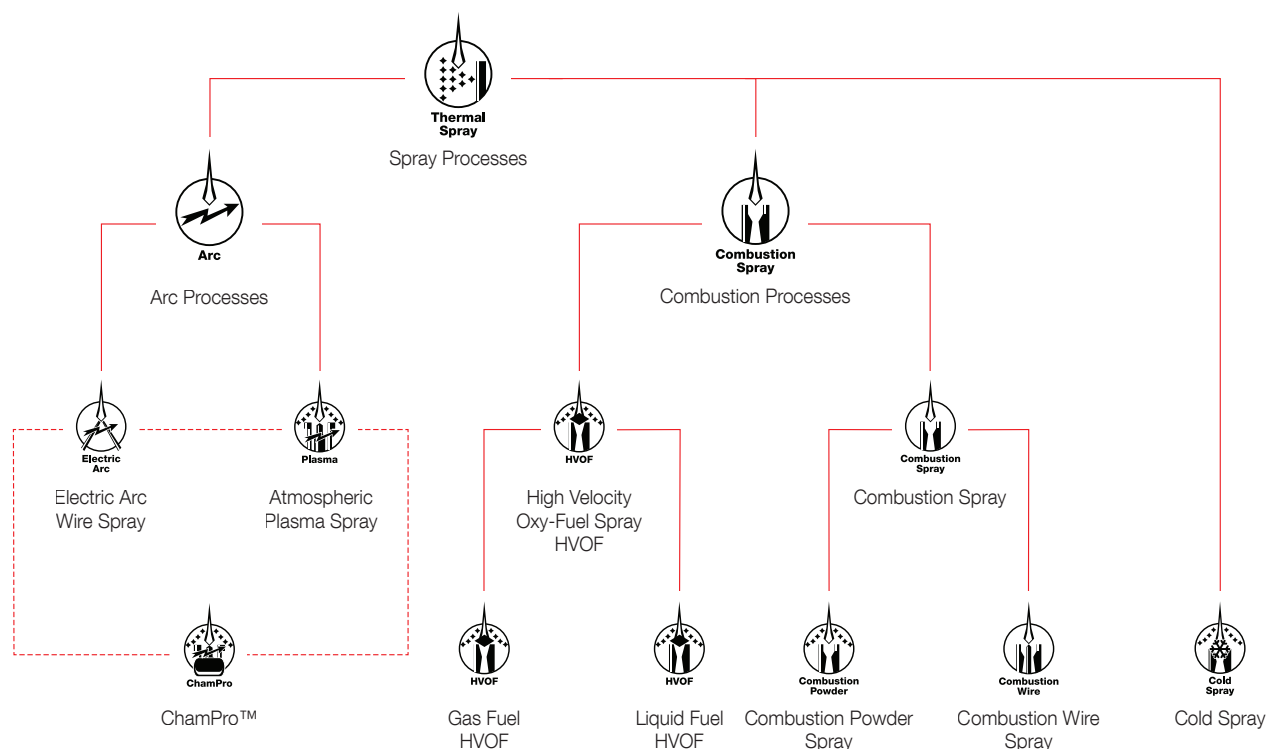 Thermal
Spray
Spray Processes
Arc
Arc Processes
Combustion
Spray
Combustion Processes
Electric
Arc
Electric Arc
Wire Spray
Plasma
Atmospheric
Plasma Spray
HVOF
High Velocity
Oxy-Fuel Spray
HVOF
Combustion
Spray
Combustion Spray
ChamPro
ChamPro™
HVOF
Gas Fuel
HVOF
HVOF
Liquid Fuel
HVOF
Combustion
Powder
Combustion Powder
Spray
Combustion
Wire
Combustion Wire
Spray
Cold
Spray
Cold Spray